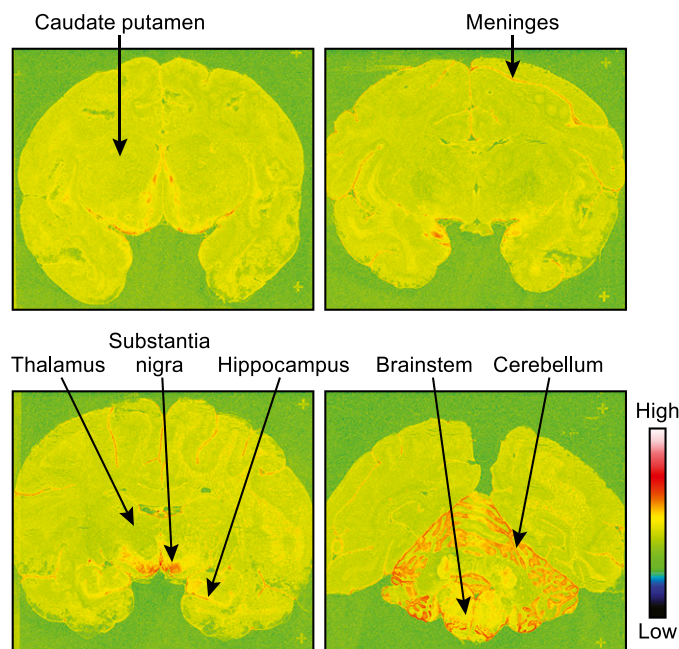 Caudate putamen
Meninges
Substantia
nigra
Thalamus
Hippocampus
Brainstem
Cerebellum
High
Low